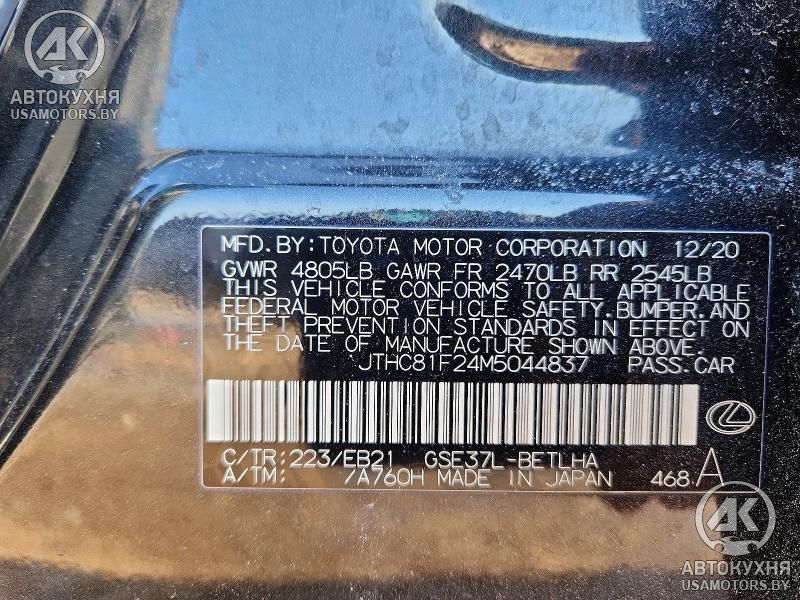 AK
АВТОКУХНЯ
USAMOTORS.BY
MFD.BY:TOYOTA MOTOR CORPORATION 12/20
GVWR 4805LB GAWR FR 2470LB RR 2545LB
THIS VEHICLE CONFORMS TO ALL APPLICABLE
FEDERAL MOTOR VEHICLE SAFETY,BUMPER,AND
THEFT PREVENTION STANDARDS IN EFFECT ON
THE DATE OF MANUFACTURE SHOWN ABOVE.
JTHC81F24M5044837 PASS.CAR
C/TR:223/EB21 GSE37L-BETLHA
A/TM: /A760H MADE IN JAPAN 468 A
AK
АВТОКУХНЯ
USAMOTORS.BY